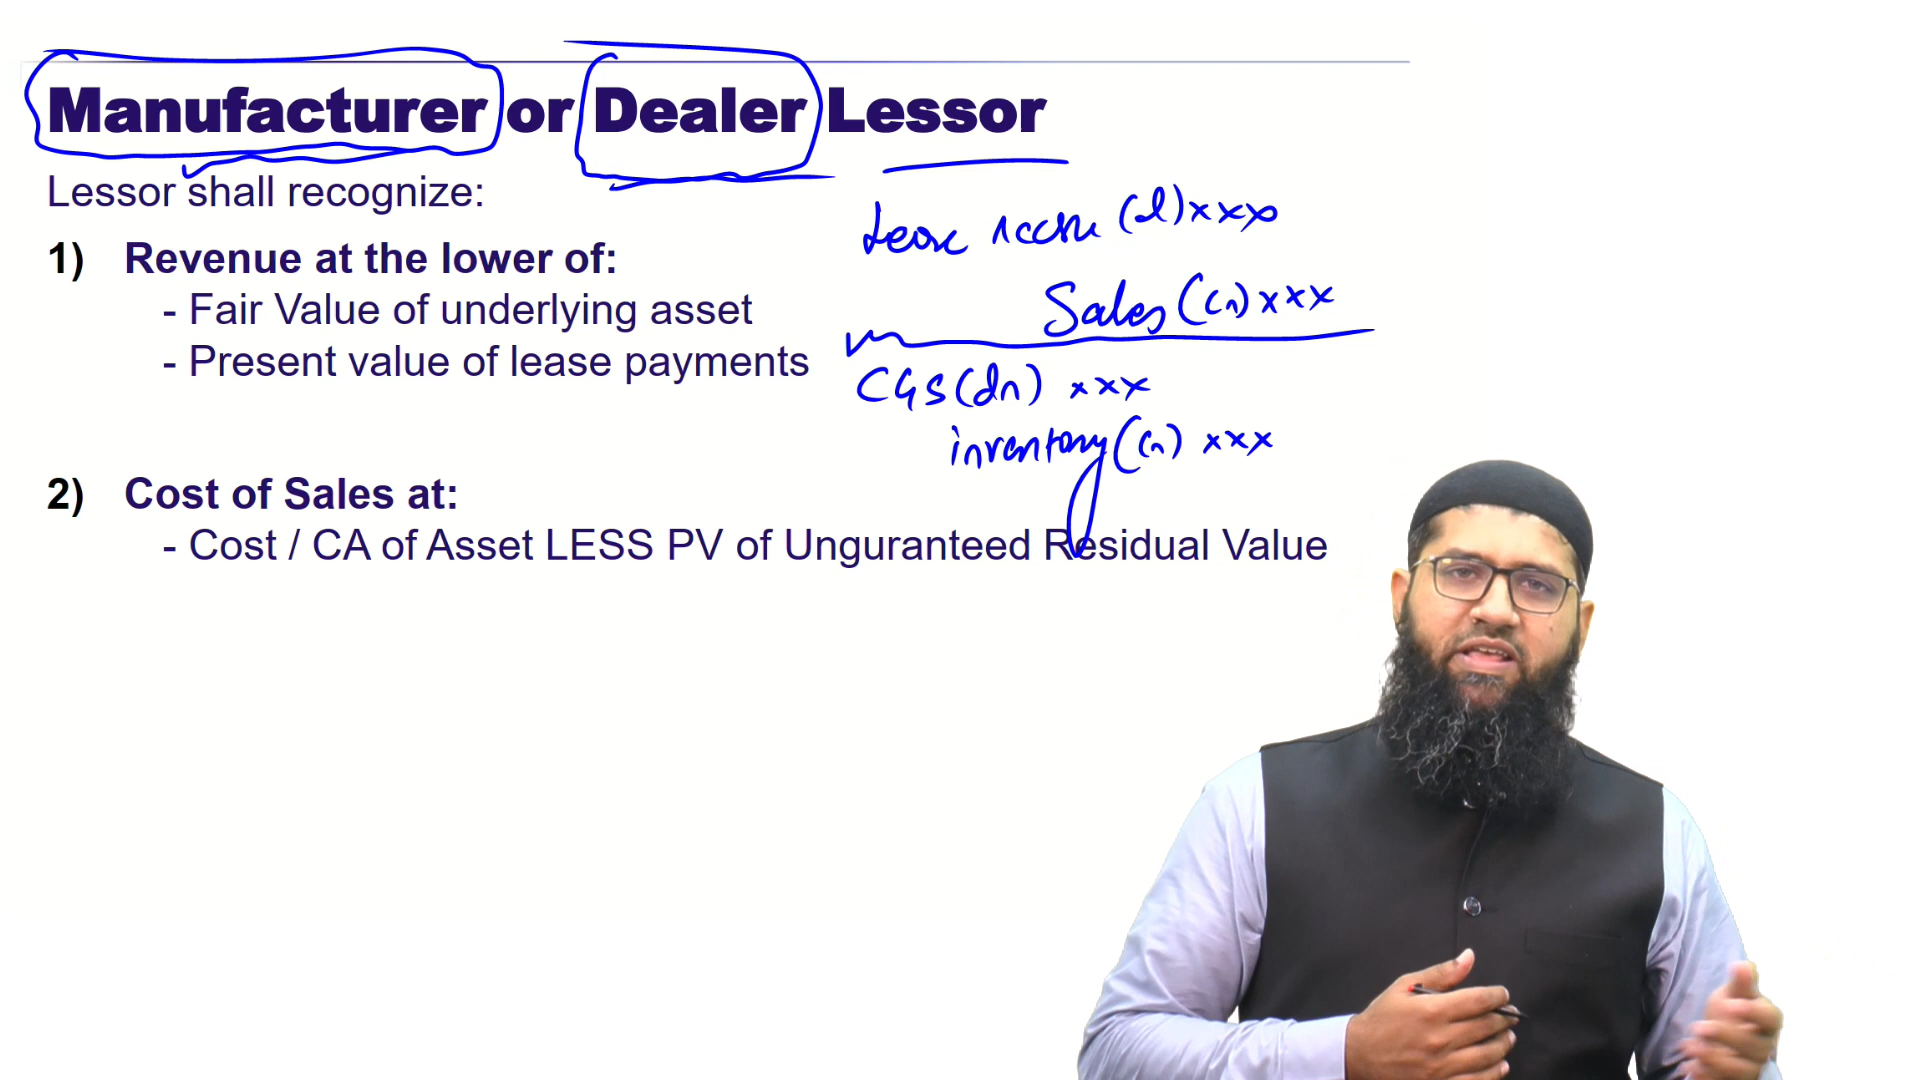 Manufacturer or Dealer Lessor
Lessor shall recognize:
1) Revenue at the lower of:
- Fair Value of underlying asset
- Present value of lease payments
2) Cost of Sales at:
- Cost / CA of Asset LESS PV of Unguranteed Residual Value
Lease xxx
Sales (Cr) xxx
CGS (dr) xxx
inventory (Cr) xxx